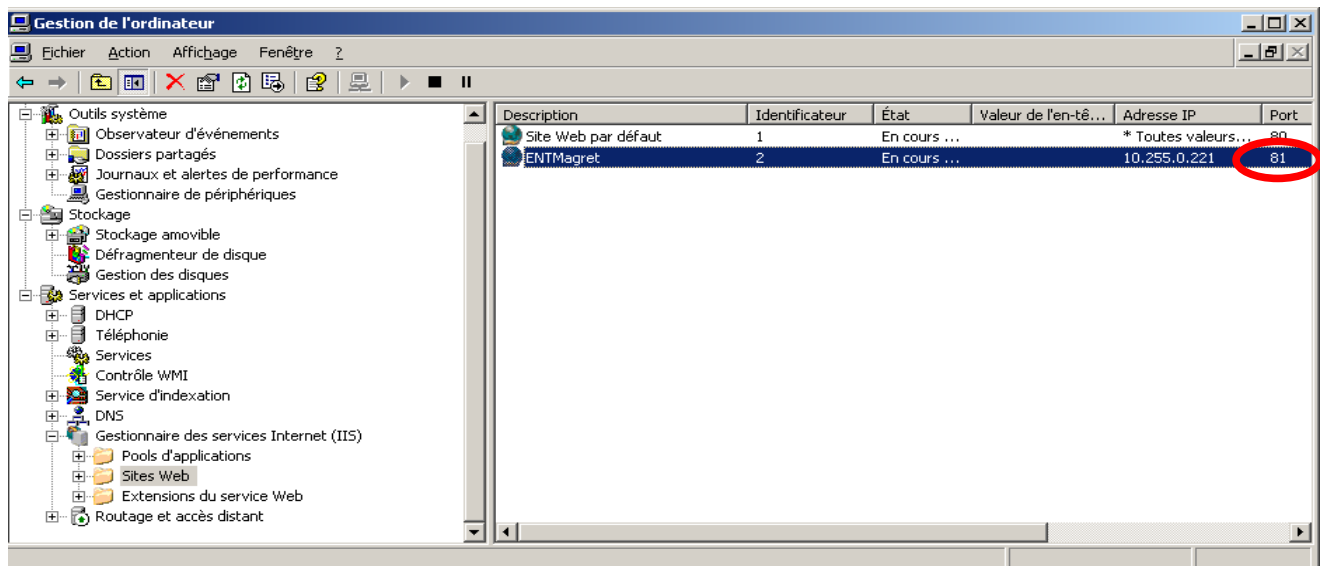 Gestion de l'ordinateur
Eichier Action Affichage Fenêtre ?
Outils système
Observateur d'événements
Dossiers partagés
Journaux et alertes de performance
Gestionnaire de périphériques
Stockage
Stockage amovible
Défragmenteur de disque
Gestion des disques
Services et applications
DHCP
Téléphonie
Services
Contrôle WMI
Service d'indexation
DNS
Gestionnaire des services Internet (IIS)
Pools d'applications
Sites Web
Extensions du service Web
Routage et accès distant
Description Identificateur État Valeur de l'en-tê... Adresse IP Port
Site Web par défaut 1 En cours ... * Toutes valeurs... 80
ENTMagret 2 En cours ... 10.255.0.221 81